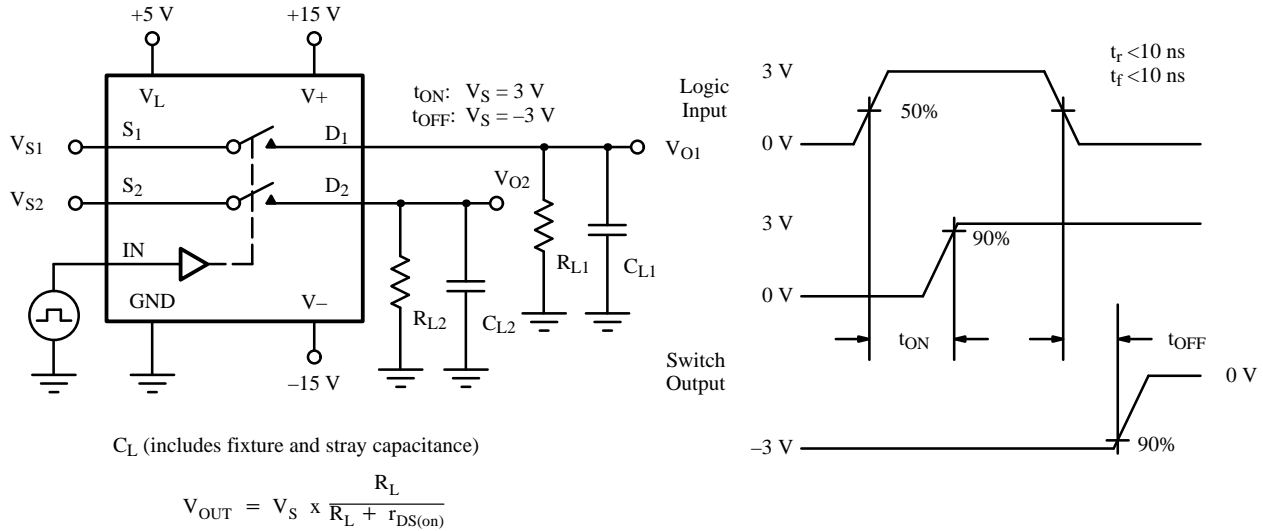 +5 V
+15 V
V_L
V+
t_ON: V_S = 3 V
t_OFF: V_S = –3 V
V_S1
S_1
D_1
V_O1
V_S2
S_2
D_2
V_O2
IN
GND
V–
R_L1
C_L1
R_L2
C_L2
–15 V
C_L (includes fixture and stray capacitance)
V_OUT = V_S x R_L / (R_L + r_DS(on))
t_r <10 ns
t_f <10 ns
Logic
Input
3 V
50%
0 V
3 V
90%
0 V
t_ON
t_OFF
Switch
Output
0 V
–3 V
90%